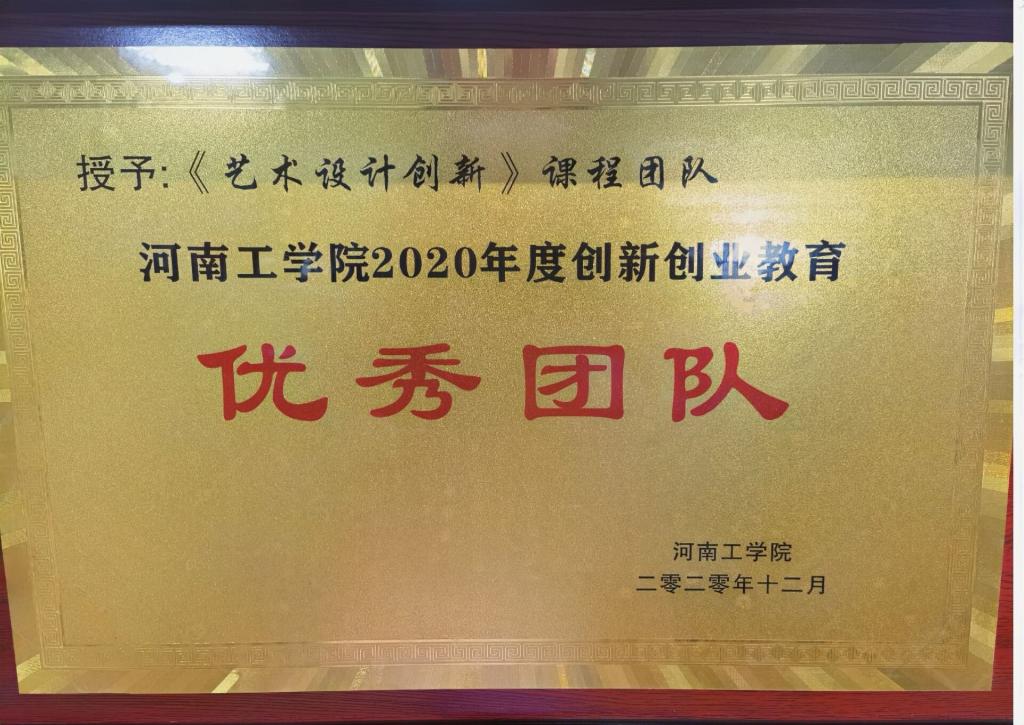 授予:《艺术设计创新》课程团队
河南工学院2020年度创新创业教育
优秀团队
河南工学院
二零二零年十二月